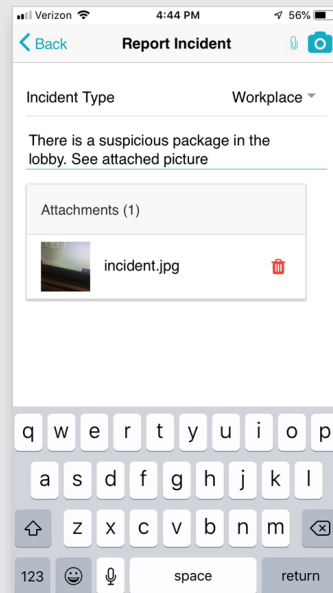 Verizon 4:44 PM 56%
Back Report Incident
Incident Type Workplace
There is a suspicious package in the
lobby. See attached picture
Attachments (1)
incident.jpg
q w e r t y u i o p
a s d f g h j k l
z x c v b n m
123 space return